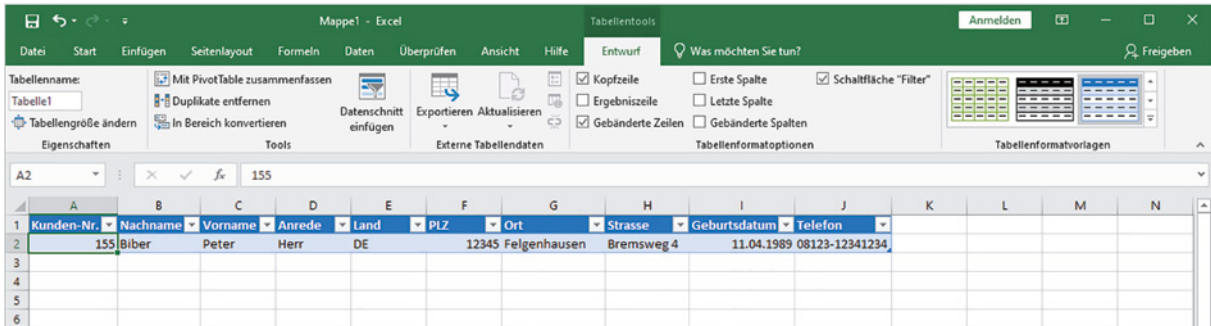 Mappe1 - Excel
Tabellentools
Anmelden
Datei Start Einfügen Seitenlayout Formeln Daten Überprüfen Ansicht Hilfe Entwurf Was möchten Sie tun? Freigeben
Tabellenname:
Tabelle1
Tabellengröße ändern
Eigenschaften
Mit PivotTable zusammenfassen
Duplikate entfernen
In Bereich konvertieren
Datenschnitt
einfügen
Tools
Exportieren Aktualisieren
Externe Tabellendaten
Kopfzeile Erste Spalte Schaltfläche "Filter"
Ergebniszeile Letzte Spalte
Gebänderte Zeilen Gebänderte Spalten
Tabellenformatoptionen
Tabellenformatvorlagen
A2 fx 155
A B C D E F G H I J K L M N
1 Kunden-Nr. Nachname Vorname Anrede Land PLZ Ort Strasse Geburtsdatum Telefon
2 155 Biber Peter Herr DE 12345 Felgenhausen Bremsweg 4 11.04.1989 08123-12341234
3
4
5
6